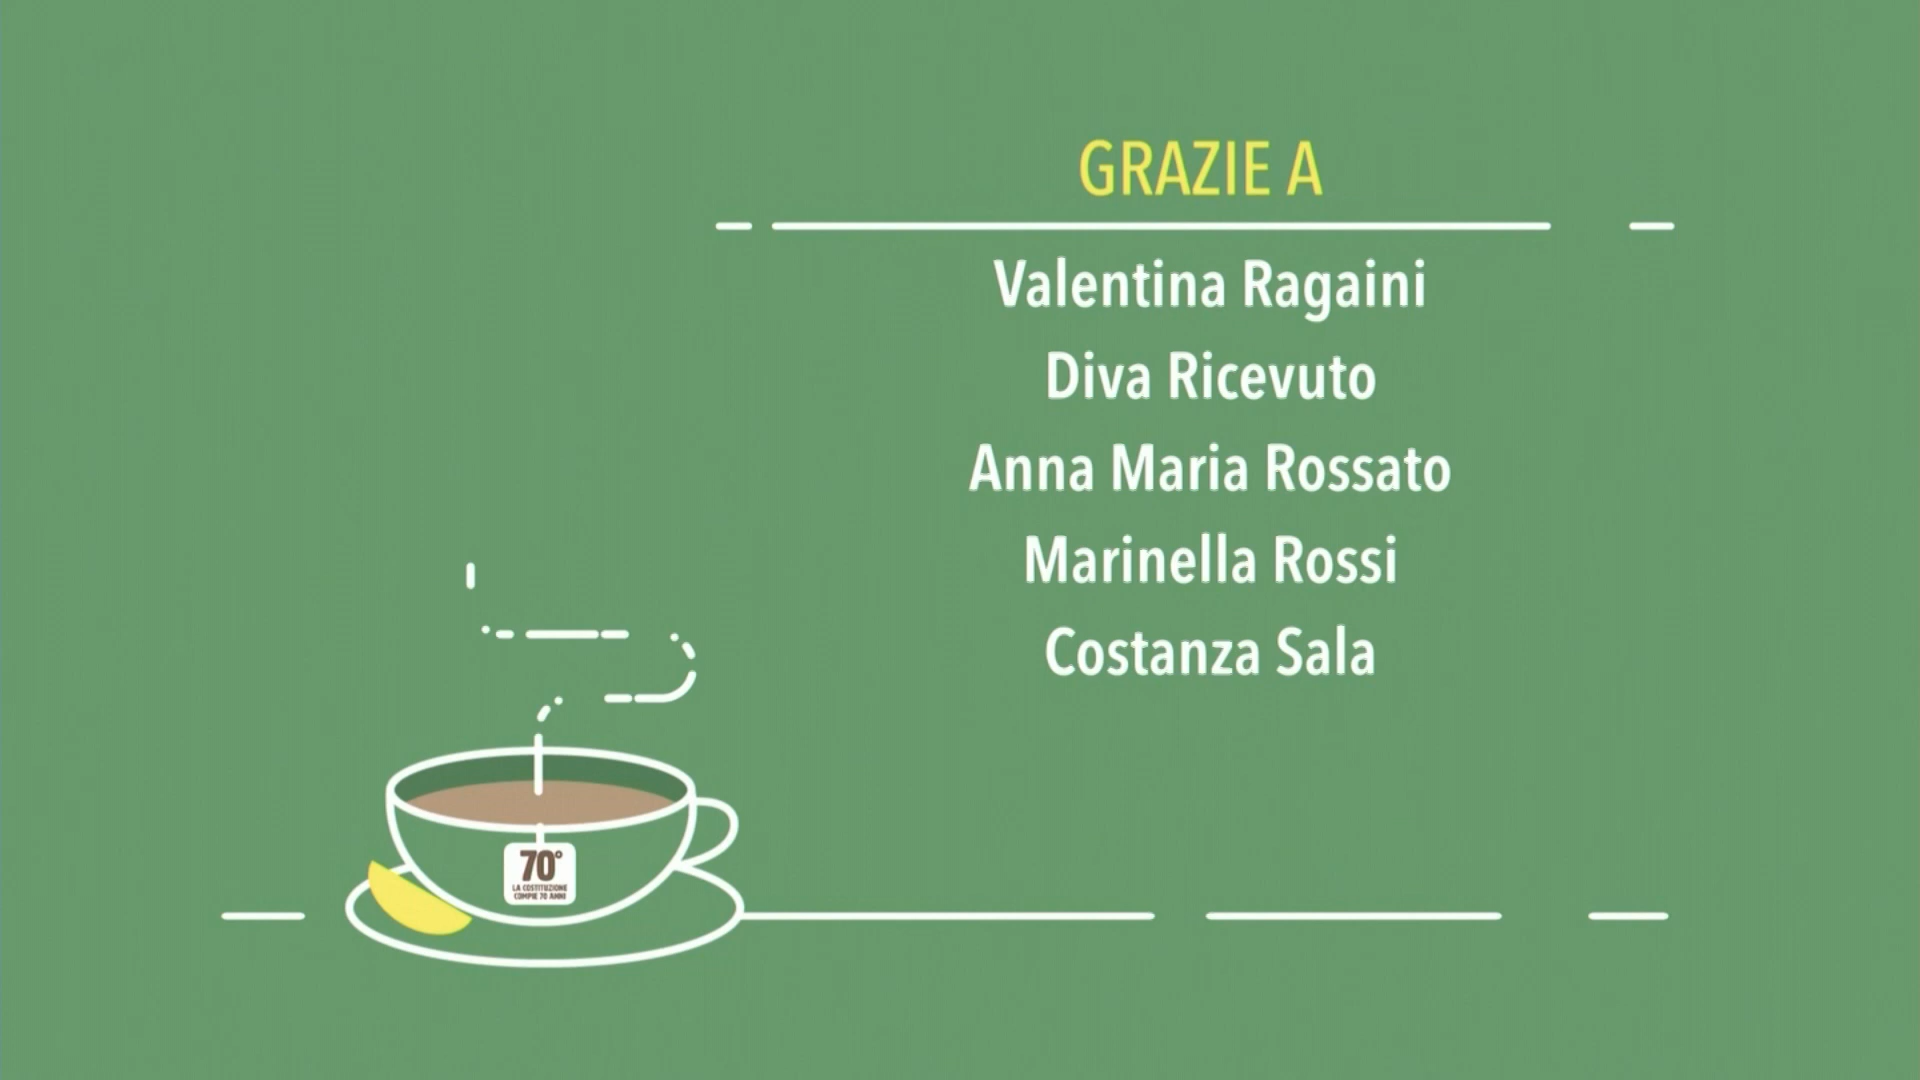 GRAZIE A
Valentina Ragaini
Diva Ricevuto
Anna Maria Rossato
Marinella Rossi
Costanza Sala
70°
LA COSTITUZIONE
COMPIE 70 ANNI